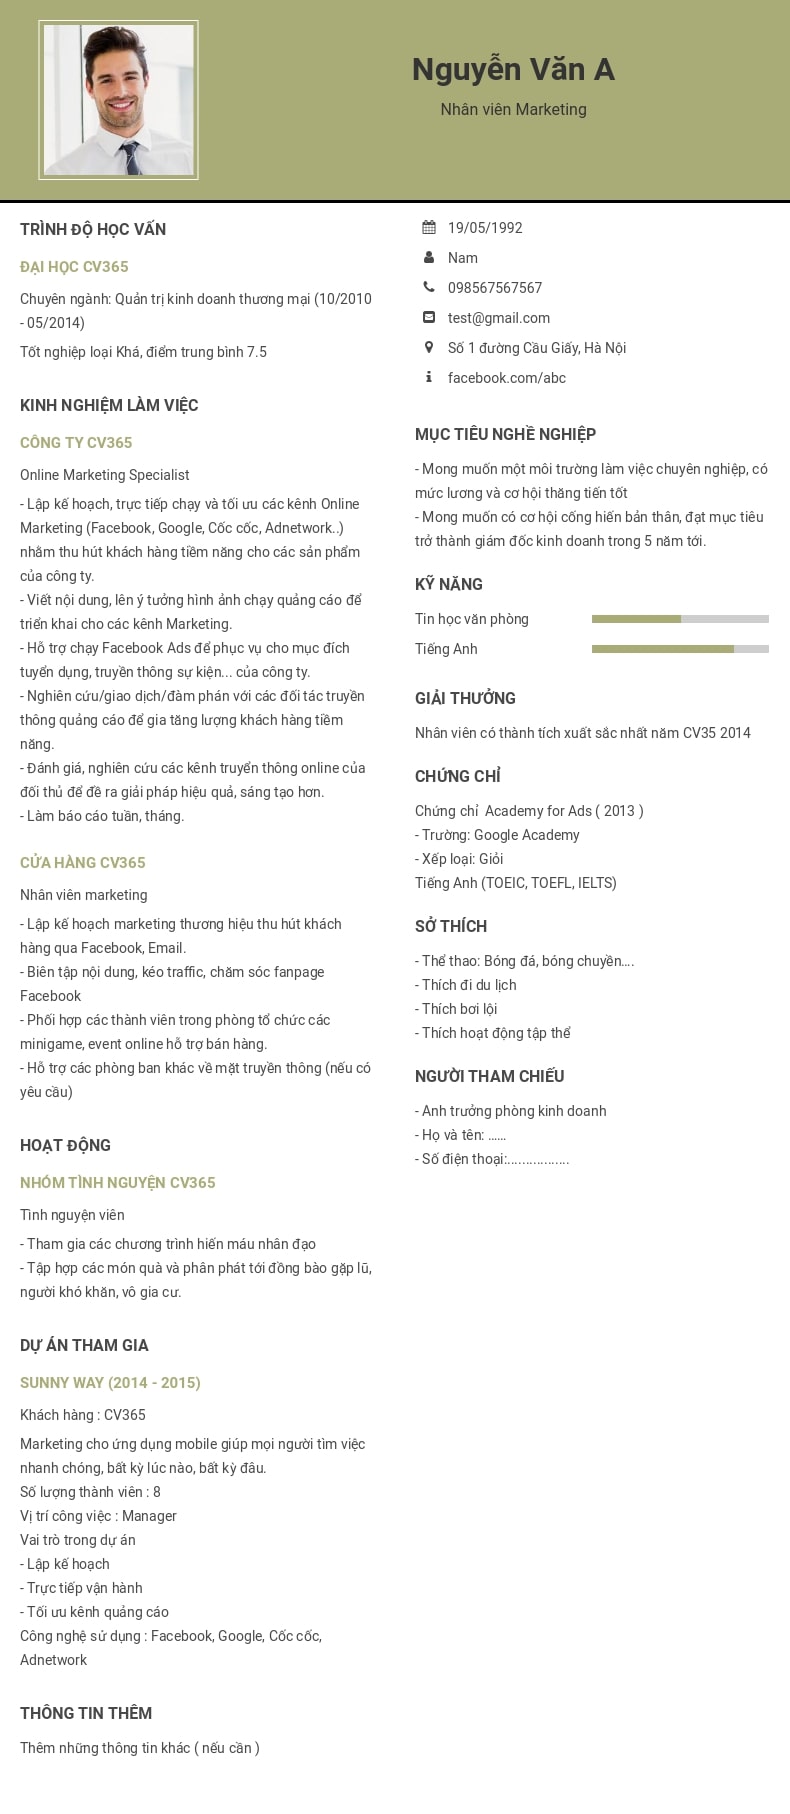 Nguyễn Văn A
Nhân viên Marketing
TRÌNH ĐỘ HỌC VẤN
ĐẠI HỌC CV365
Chuyên ngành: Quản trị kinh doanh thương mại (10/2010
- 05/2014)
Tốt nghiệp loại Khá, điểm trung bình 7.5
KINH NGHIỆM LÀM VIỆC
CÔNG TY CV365
Online Marketing Specialist
- Lập kế hoạch, trực tiếp chạy và tối ưu các kênh Online
Marketing (Facebook, Google, Cốc cốc, Adnetwork..)
nhằm thu hút khách hàng tiềm năng cho các sản phẩm
của công ty.
- Viết nội dung, lên ý tưởng hình ảnh chạy quảng cáo để
triển khai cho các kênh Marketing.
- Hỗ trợ chạy Facebook Ads để phục vụ cho mục đích
tuyển dụng, truyền thông sự kiện... của công ty.
- Nghiên cứu/giao dịch/đàm phán với các đối tác truyền
thông quảng cáo để gia tăng lượng khách hàng tiềm
năng.
- Đánh giá, nghiên cứu các kênh truyển thông online của
đối thủ để đề ra giải pháp hiệu quả, sáng tạo hơn.
- Làm báo cáo tuần, tháng.
CỬA HÀNG CV365
Nhân viên marketing
- Lập kế hoạch marketing thương hiệu thu hút khách
hàng qua Facebook, Email.
- Biên tập nội dung, kéo traffic, chăm sóc fanpage
Facebook
- Phối hợp các thành viên trong phòng tổ chức các
minigame, event online hỗ trợ bán hàng.
- Hỗ trợ các phòng ban khác về mặt truyền thông (nếu có
yêu cầu)
HOẠT ĐỘNG
NHÓM TÌNH NGUYỆN CV365
Tình nguyện viên
- Tham gia các chương trình hiến máu nhân đạo
- Tập hợp các món quà và phân phát tới đồng bào gặp lũ,
người khó khăn, vô gia cư.
DỰ ÁN THAM GIA
SUNNY WAY (2014 - 2015)
Khách hàng : CV365
Marketing cho ứng dụng mobile giúp mọi người tìm việc
nhanh chóng, bất kỳ lúc nào, bất kỳ đâu.
Số lượng thành viên : 8
Vị trí công việc : Manager
Vai trò trong dự án
- Lập kế hoạch
- Trực tiếp vận hành
- Tối ưu kênh quảng cáo
Công nghệ sử dụng : Facebook, Google, Cốc cốc,
Adnetwork
THÔNG TIN THÊM
Thêm những thông tin khác ( nếu cần )
19/05/1992
Nam
098567567567
test@gmail.com
Số 1 đường Cầu Giấy, Hà Nội
facebook.com/abc
MỤC TIÊU NGHỀ NGHIỆP
- Mong muốn một môi trường làm việc chuyên nghiệp, có
mức lương và cơ hội thăng tiến tốt
- Mong muốn có cơ hội cống hiến bản thân, đạt mục tiêu
trở thành giám đốc kinh doanh trong 5 năm tới.
KỸ NĂNG
Tin học văn phòng
Tiếng Anh
GIẢI THƯỞNG
Nhân viên có thành tích xuất sắc nhất năm CV35 2014
CHỨNG CHỈ
Chứng chỉ  Academy for Ads ( 2013 )
- Trường: Google Academy
- Xếp loại: Giỏi
Tiếng Anh (TOEIC, TOEFL, IELTS)
SỞ THÍCH
- Thể thao: Bóng đá, bóng chuyền....
- Thích đi du lịch
- Thích bơi lội
- Thích hoạt động tập thể
NGƯỜI THAM CHIẾU
- Anh trưởng phòng kinh doanh
- Họ và tên: ......
- Số điện thoại:.................